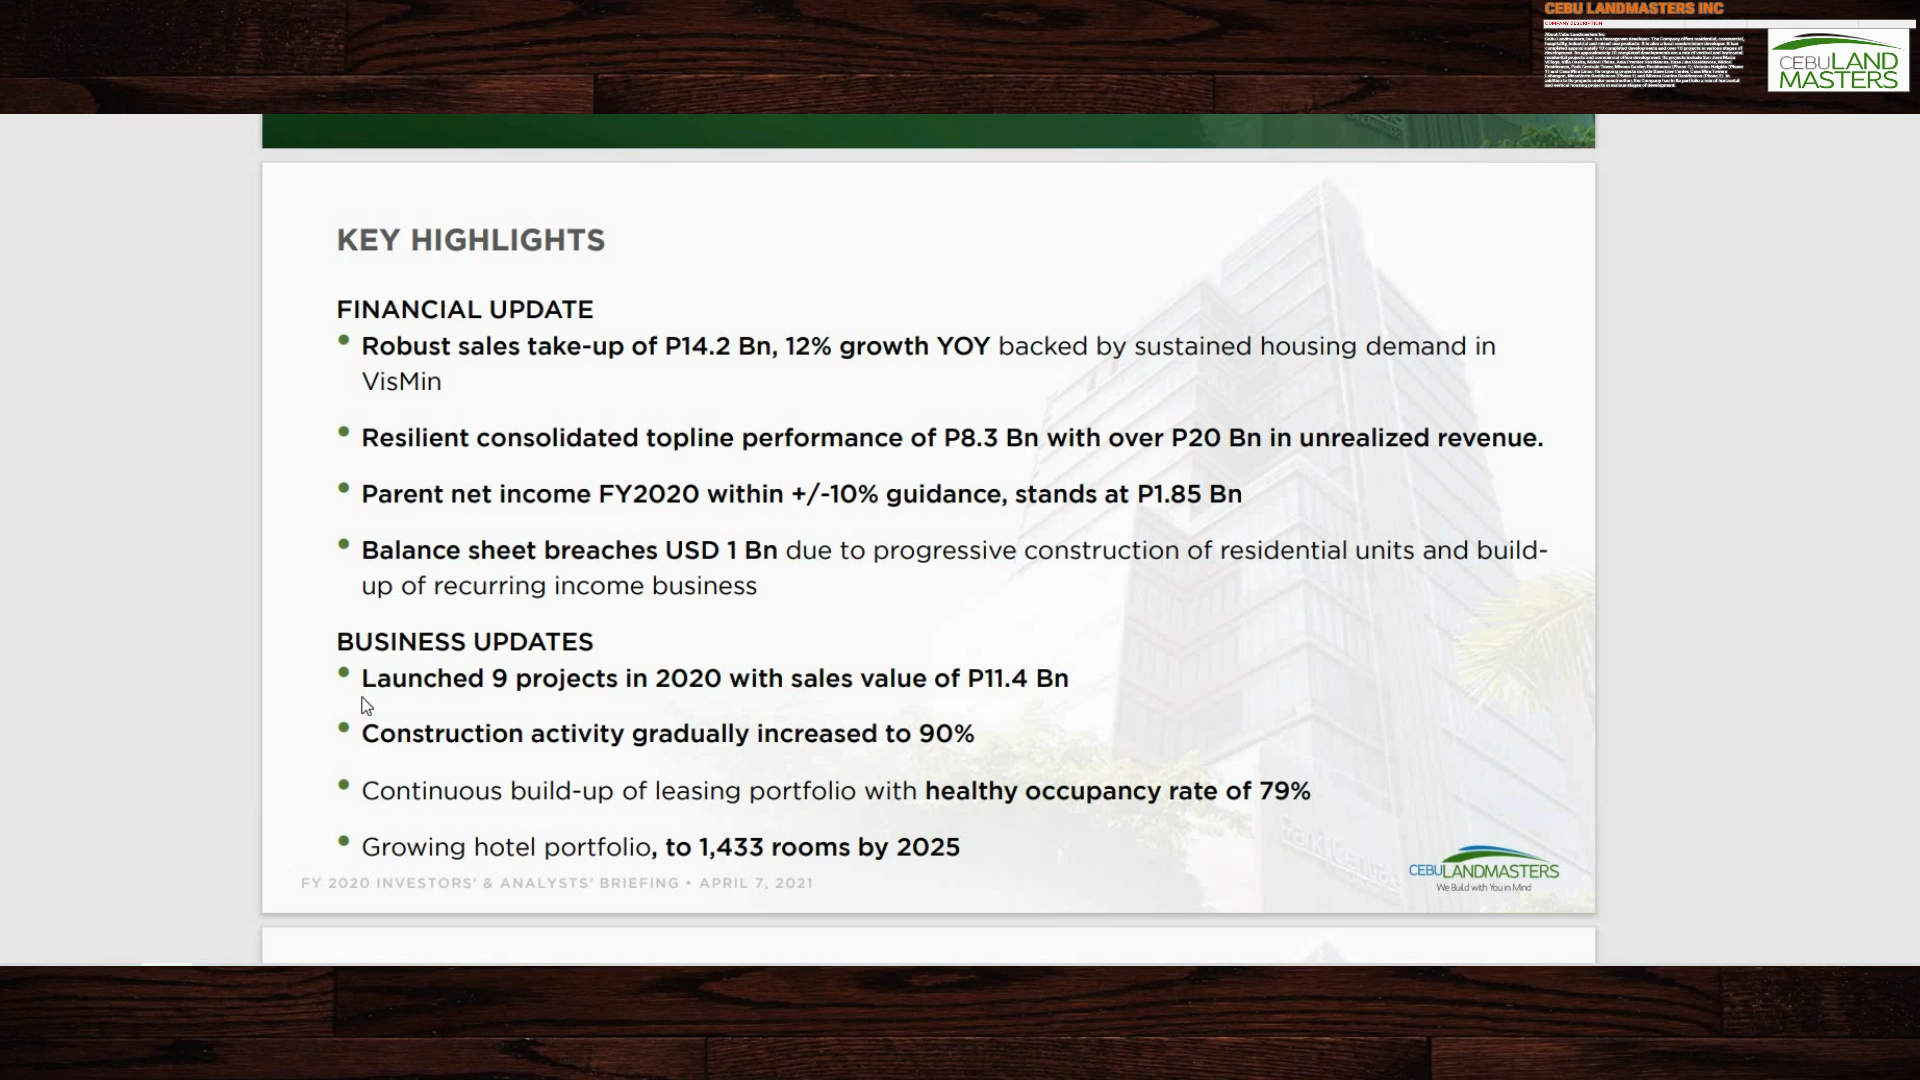 CEBU LANDMASTERS INC
COMPANY DESCRIPTION
About Cebu Landmasters Inc
CEBULAND
MASTERS
KEY HIGHLIGHTS
FINANCIAL UPDATE
• Robust sales take-up of P14.2 Bn, 12% growth YOY backed by sustained housing demand in
VisMin
• Resilient consolidated topline performance of P8.3 Bn with over P20 Bn in unrealized revenue.
• Parent net income FY2020 within +/-10% guidance, stands at P1.85 Bn
• Balance sheet breaches USD 1 Bn due to progressive construction of residential units and build-
up of recurring income business
BUSINESS UPDATES
• Launched 9 projects in 2020 with sales value of P11.4 Bn
• Construction activity gradually increased to 90%
• Continuous build-up of leasing portfolio with healthy occupancy rate of 79%
• Growing hotel portfolio, to 1,433 rooms by 2025
FY 2020 INVESTORS' & ANALYSTS' BRIEFING • APRIL 7, 2021
CEBULANDMASTERS
We Build with You in Mind